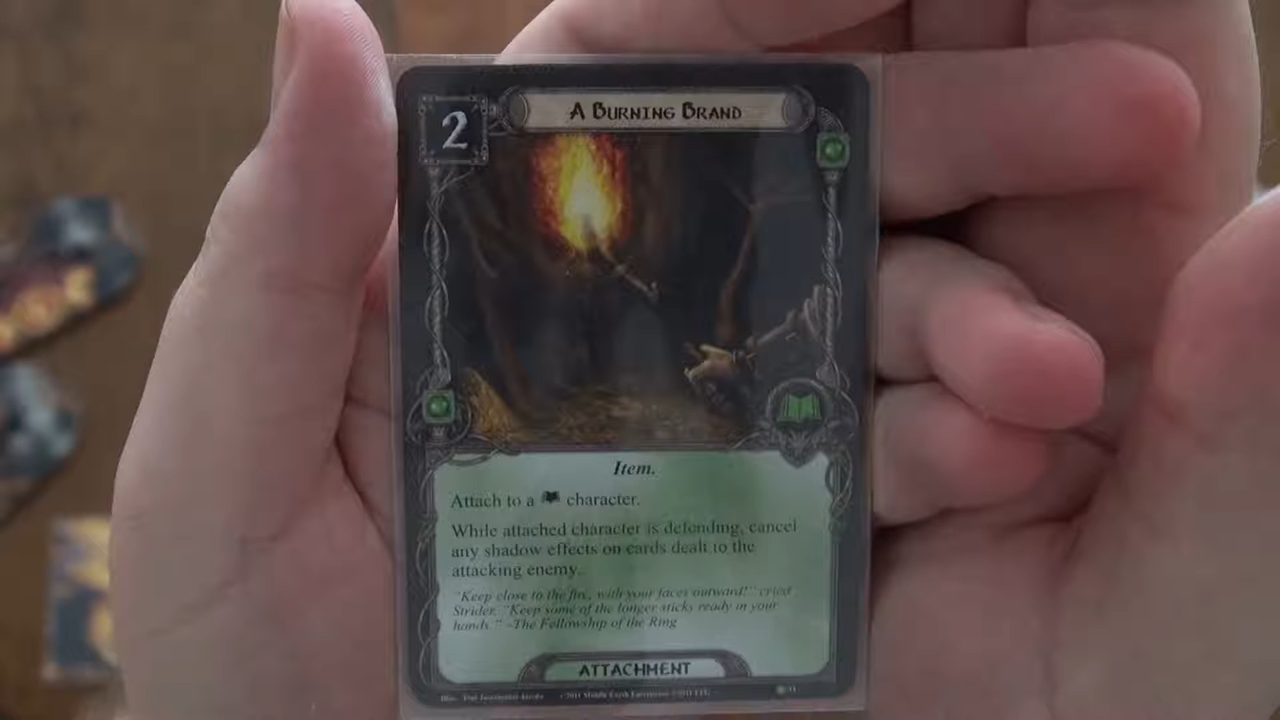 A BURNING BRAND
2
Item.
Attach to a character.
While attached character is defending, cancel
any shadow effects on cards dealt to the
attacking enemy.
"Keep close to the fire, with your faces outward!" cried
Strider. "Keep some of the longer sticks ready in your
hands." –The Fellowship of the Ring
ATTACHMENT